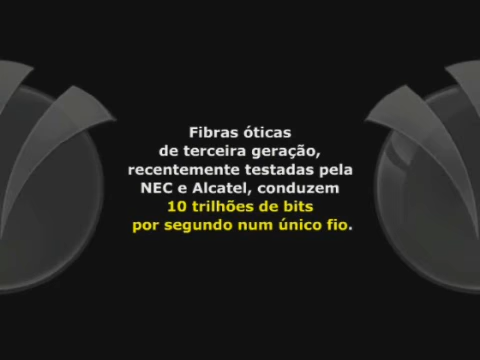 Fibras óticas
de terceira geração,
recentemente testadas pela
NEC e Alcatel, conduzem
10 trilhões de bits
por segundo num único fio.